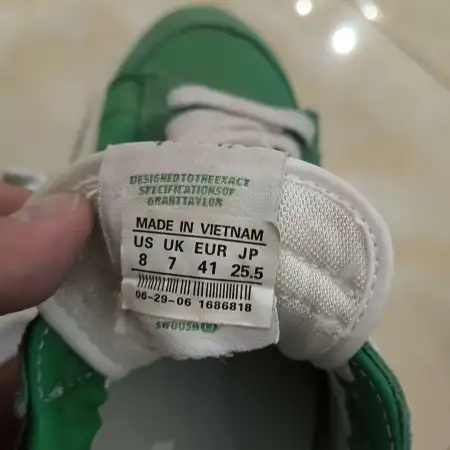 DESIGNEDTOTHEEXACT
SPECIFICATIONSOF
GRANTTAYLOR
MADE IN VIETNAM
US UK EUR JP
8 7 41 25.5
06-29-06 1686818
SWOOSH